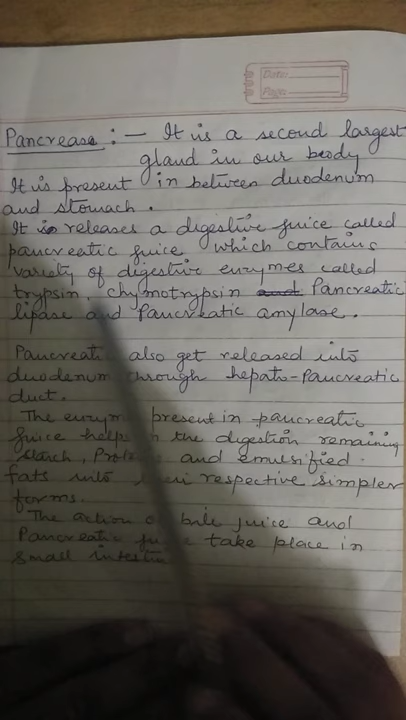 Date:
Page:
Pancrease : — It is a second largest
gland in our body
It is present in between duodenum
and stomach .
It is releases a digestive juice called
pancreatic juice which contains
variety of digestive enzymes called
trypsin, chymotrypsin and Pancreatic
lipase and Pancreatic amylase .
Pancreatic also get released into
duodenum through hepato-Pancreatic
duct .
The enzym present in pancreatic
juice help the digestion remaining
starch, and emulsified
fats into respective simpler
forms.
The action bile juice and
Pancreatic take place in
small intestine